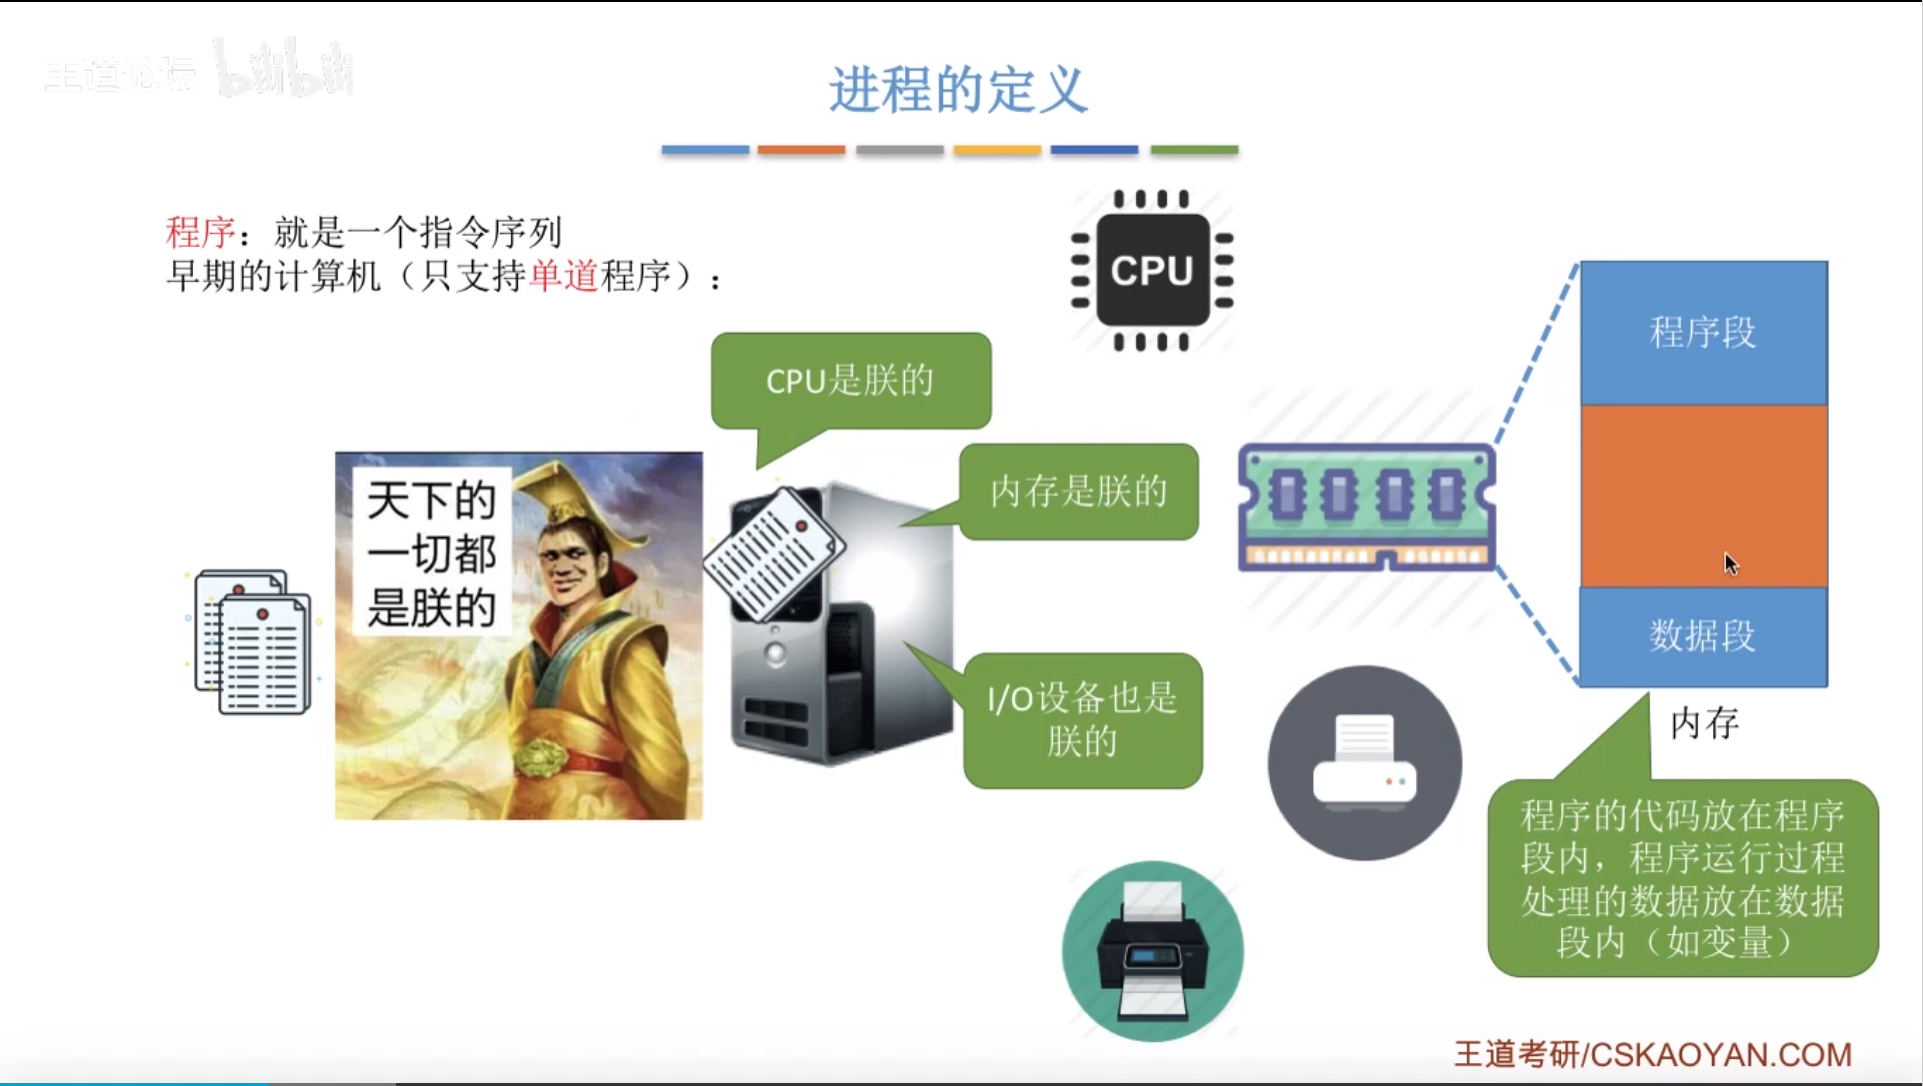 王道论坛 bilibili
进程的定义
程序：就是一个指令序列
早期的计算机（只支持单道程序）：
CPU
CPU是朕的
内存是朕的
天下的
一切都
是朕的
I/O设备也是
朕的
程序段
数据段
内存
程序的代码放在程序
段内，程序运行过程
处理的数据放在数据
段内（如变量）
王道考研/CSKAOYAN.COM